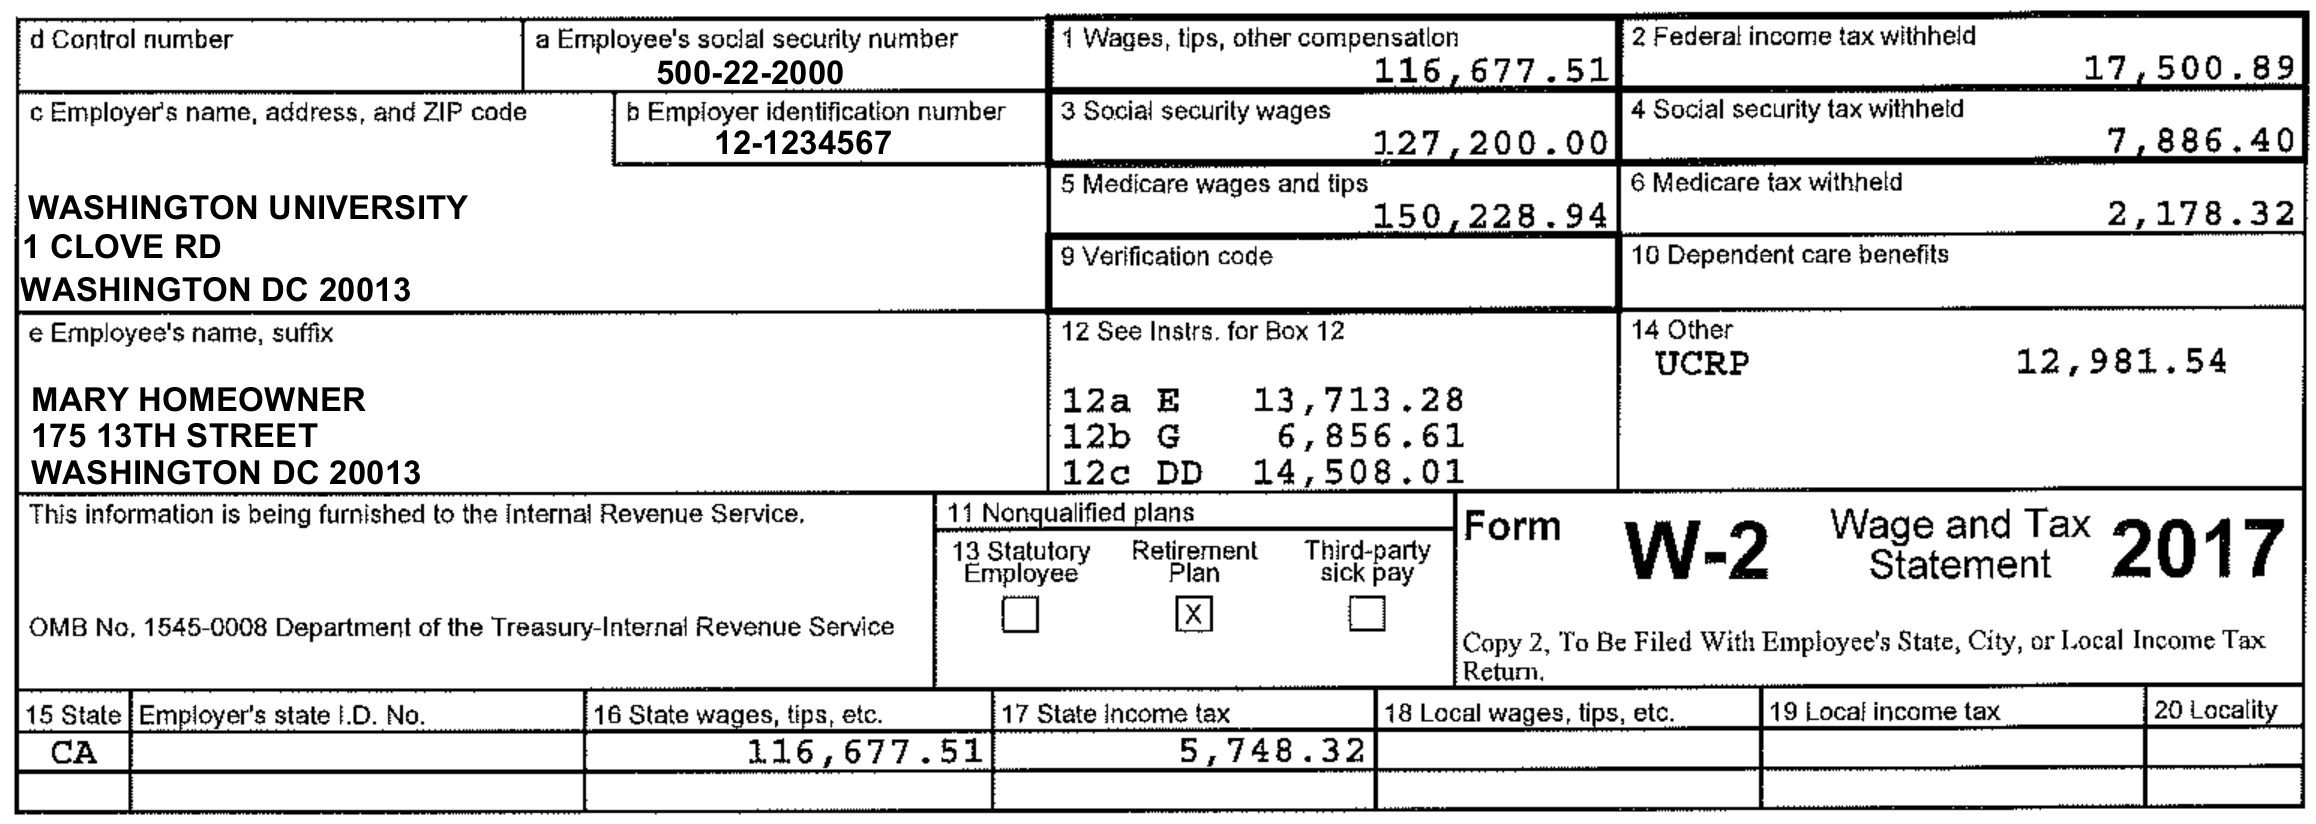 d Control number
a Employee's social security number
500-22-2000
1 Wages, tips, other compensation
116,677.51
2 Federal income tax withheld
17,500.89
c Employer's name, address, and ZIP code
b Employer identification number
12-1234567
3 Social security wages
127,200.00
4 Social security tax withheld
7,886.40
WASHINGTON UNIVERSITY
1 CLOVE RD
WASHINGTON DC 20013
5 Medicare wages and tips
150,228.94
6 Medicare tax withheld
2,178.32
9 Verification code
10 Dependent care benefits
e Employee's name, suffix
MARY HOMEOWNER
175 13TH STREET
WASHINGTON DC 20013
12 See Instrs. for Box 12
12a E 13,713.28
12b G 6,856.61
12c DD 14,508.01
14 Other
UCRP 12,981.54
This information is being furnished to the Internal Revenue Service.
OMB No. 1545-0008 Department of the Treasury-Internal Revenue Service
11 Nonqualified plans
13 Statutory
Employee
Retirement
Plan
X
Third-party
sick pay
Form W-2 Wage and Tax
Statement 2017
Copy 2, To Be Filed With Employee's State, City, or Local Income Tax
Return.
15 State
Employer's state I.D. No.
16 State wages, tips, etc.
17 State Income tax
18 Local wages, tips, etc.
19 Local income tax
20 Locality
CA
116,677.51
5,748.32